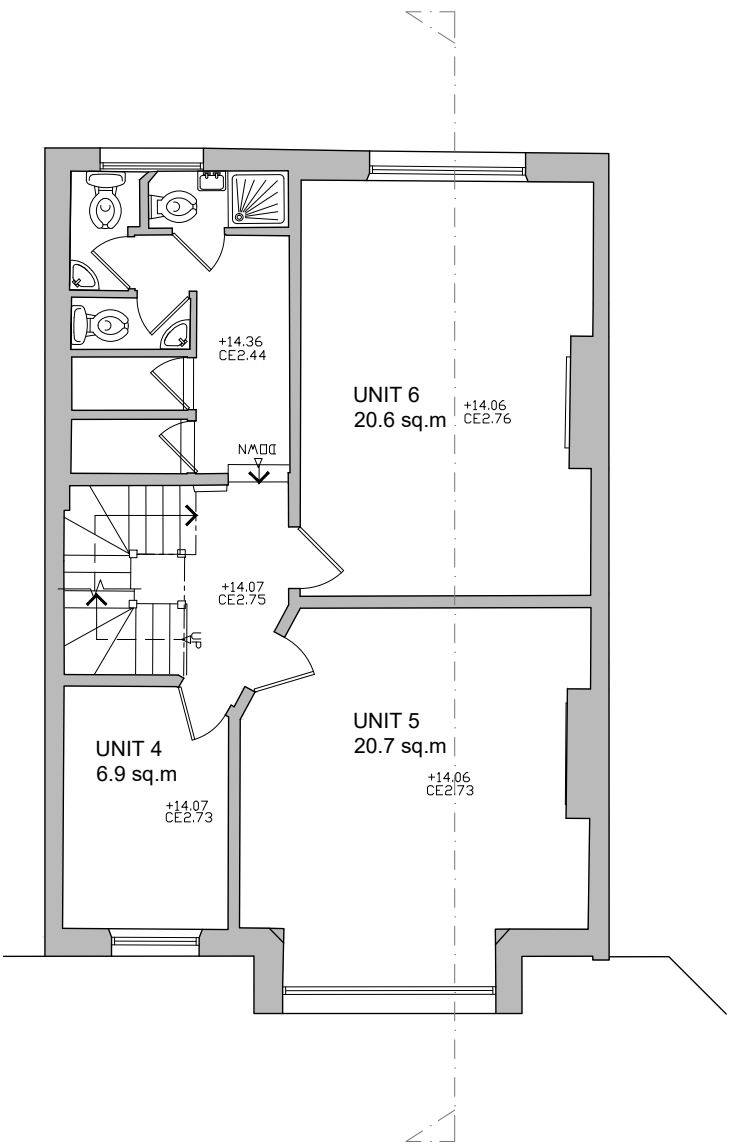 +14.36
CE2.44
UNIT 6
20.6 sq.m
+14.06
CE2.76
DOWN
+14.07
CE2.75
UP
UNIT 5
20.7 sq.m
+14.06
CE2.73
UNIT 4
6.9 sq.m
+14.07
CE2.73